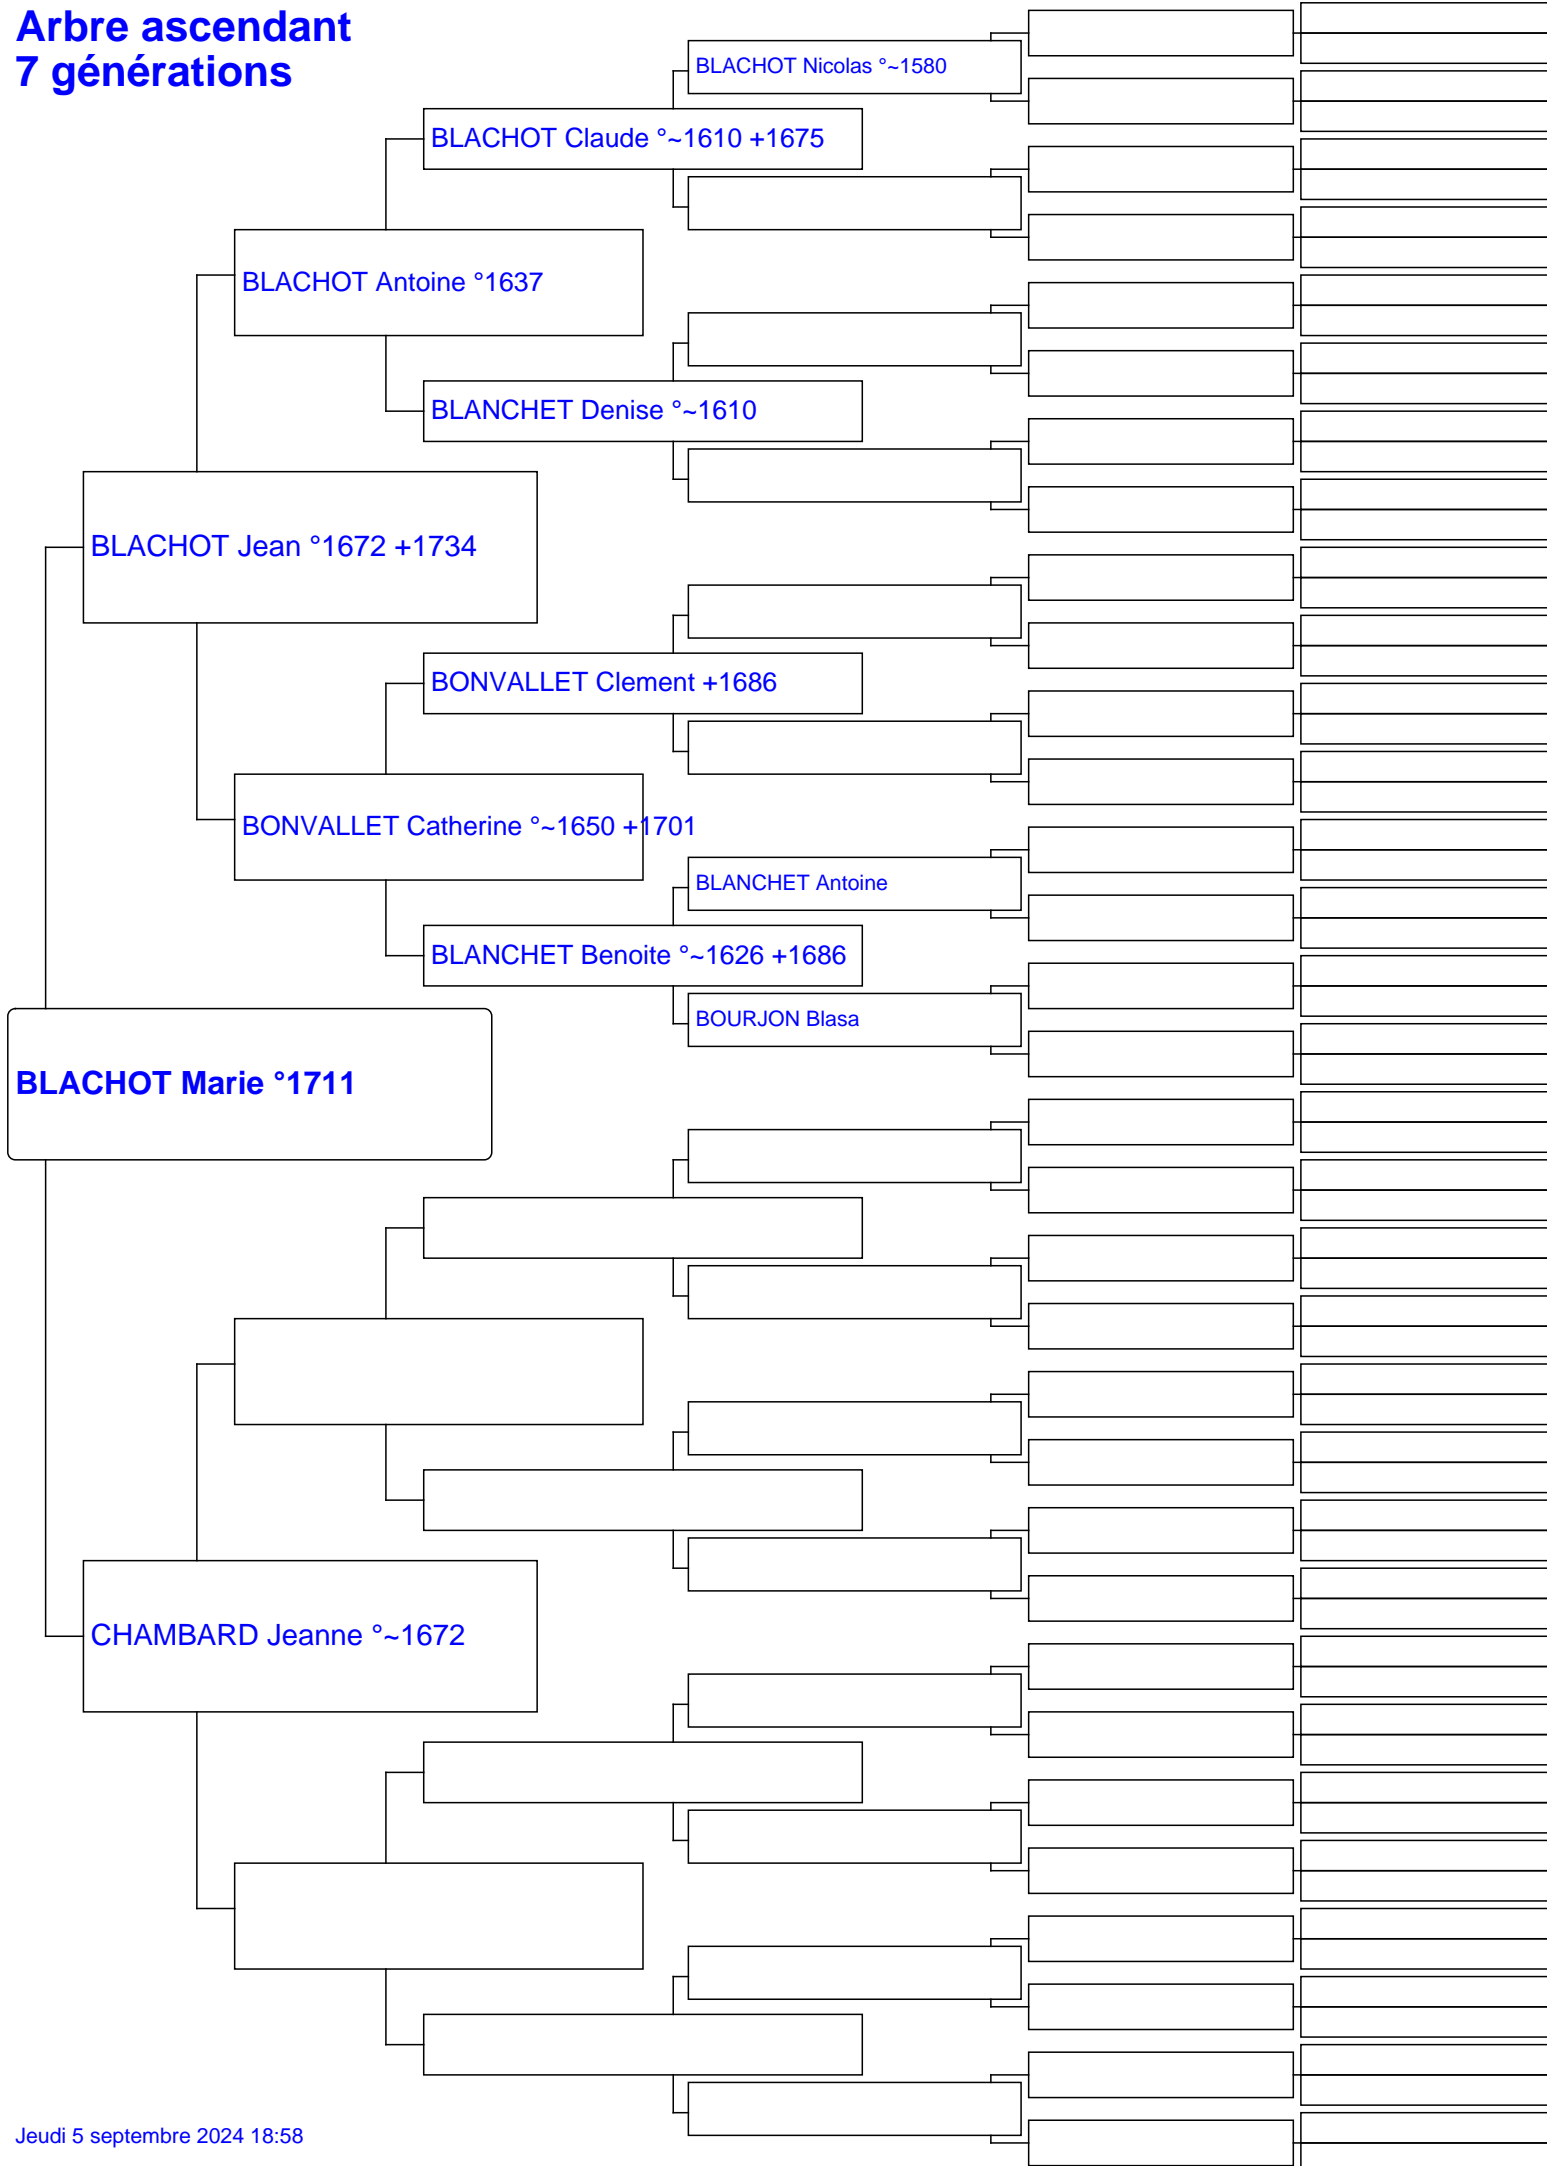 Arbre ascendant
7 générations
BLACHOT Nicolas °~1580
BLACHOT Claude °~1610 +1675
BLACHOT Antoine °1637
BLANCHET Denise °~1610
BLACHOT Jean °1672 +1734
BONVALLET Clement +1686
BONVALLET Catherine °~1650 +1701
BLANCHET Antoine
BLANCHET Benoite °~1626 +1686
BOURJON Blasa
BLACHOT Marie °1711
CHAMBARD Jeanne °~1672
Jeudi 5 septembre 2024 18:58